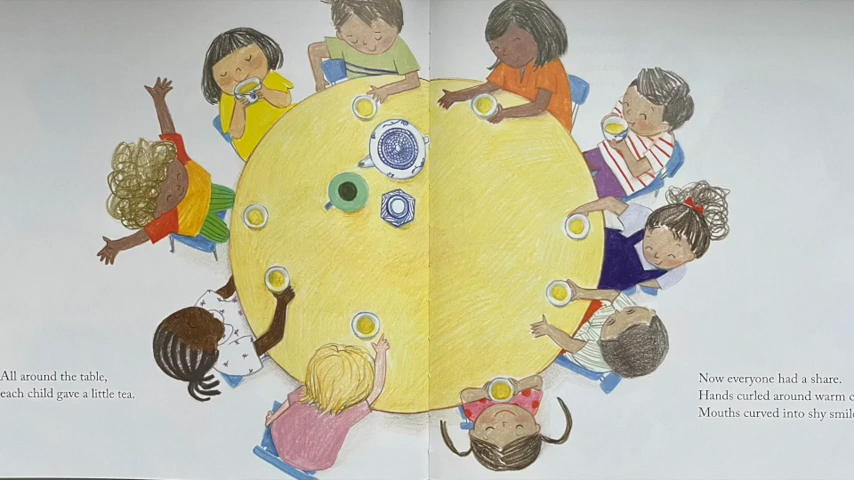 All around the table,
each child gave a little tea.
Now everyone had a share.
Hands curled around warm
Mouths curved into shy